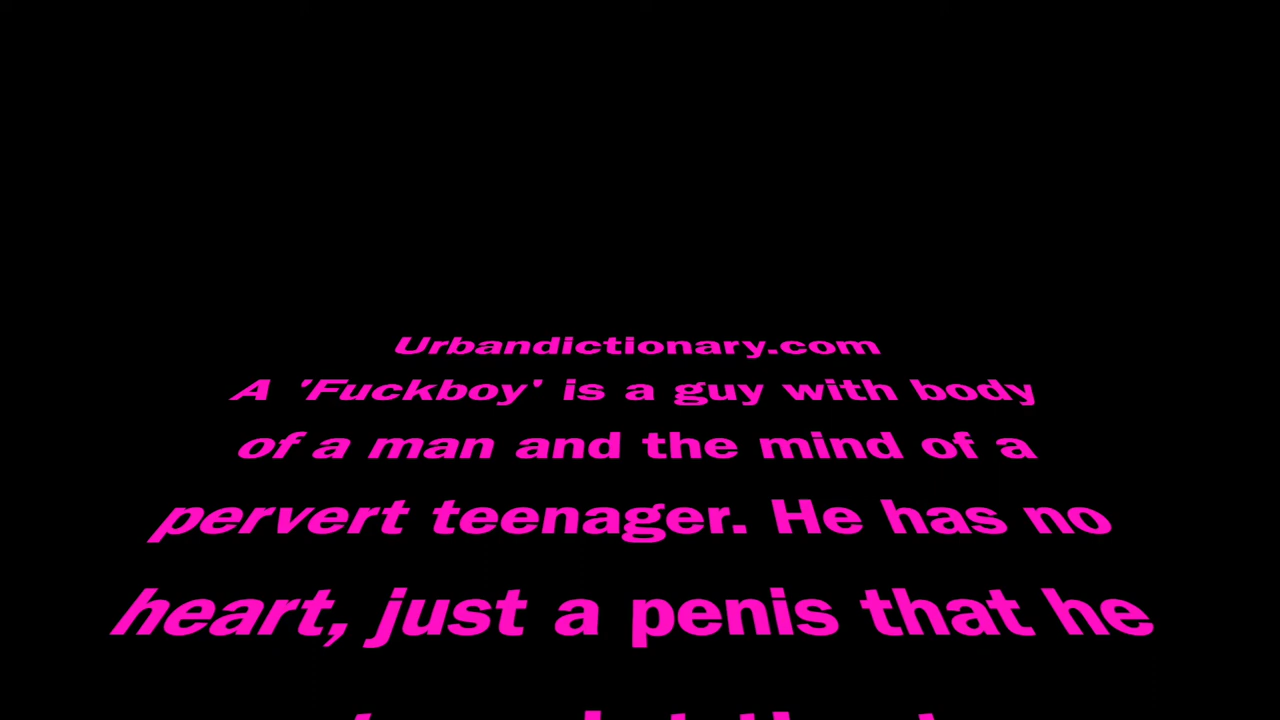 Urbandictionary.com
A 'Fuckboy' is a guy with body
of a man and the mind of a
pervert teenager. He has no
heart, just a penis that he